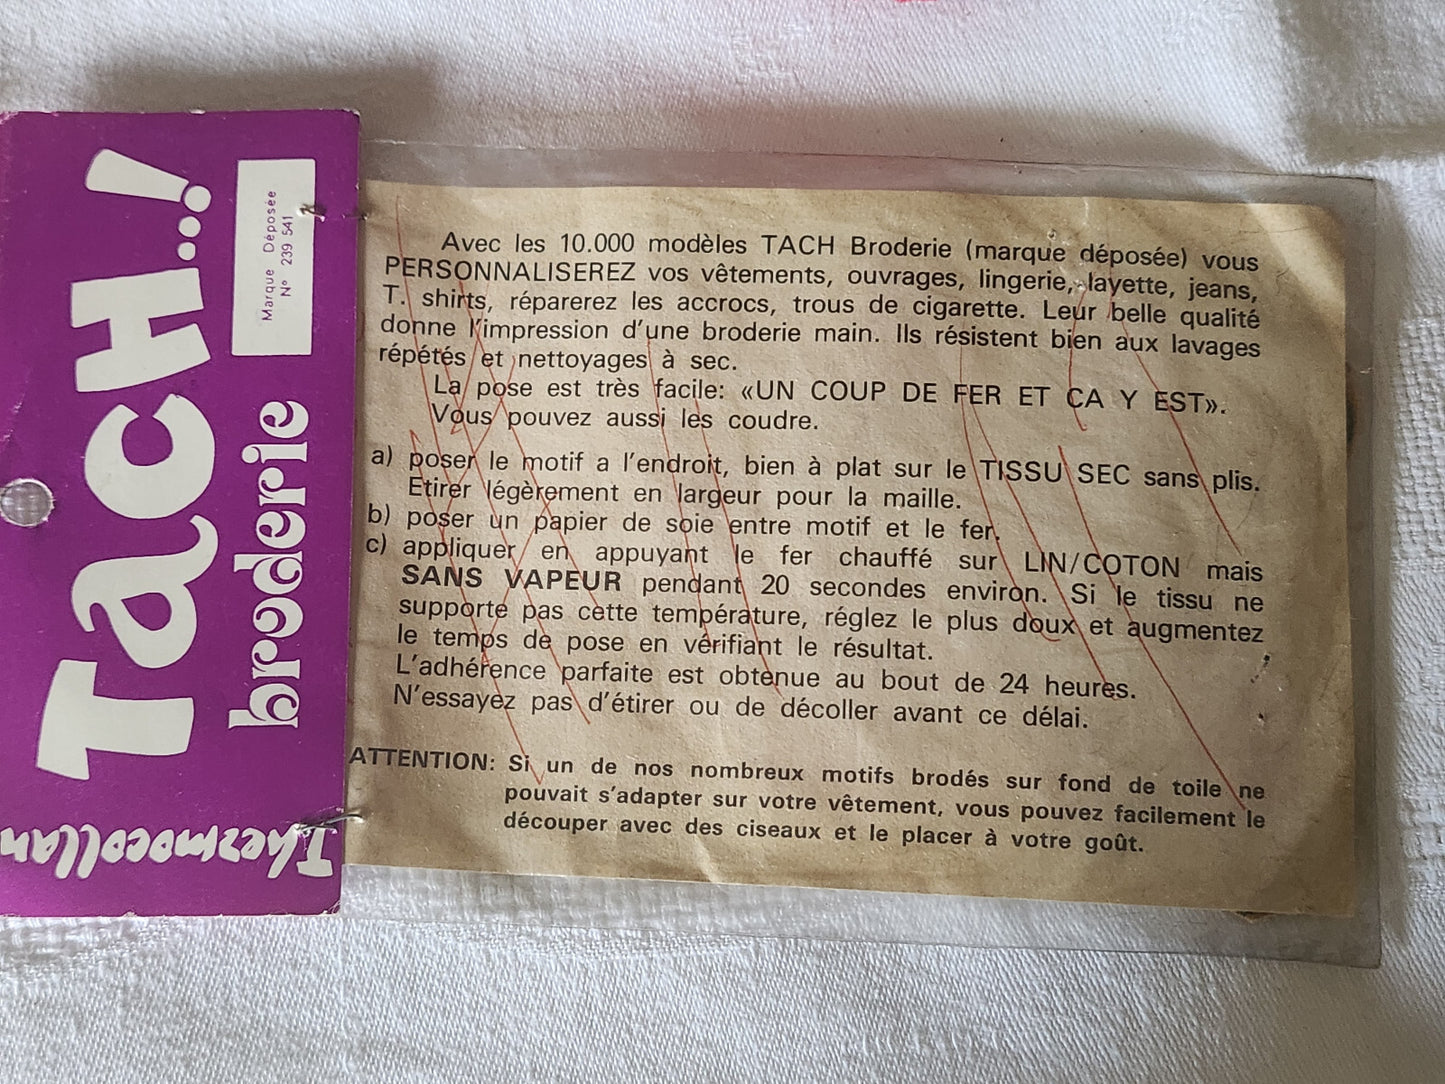 TACH...!
broderie
Marque Déposée
N° 239 541
Thermocollan
Avec les 10.000 modèles TACH Broderie (marque déposée) vous
PERSONNALISEREZ vos vêtements, ouvrages, lingerie, layette, jeans,
T. shirts, réparerez les accrocs, trous de cigarette. Leur belle qualité
donne l'impression d'une broderie main. Ils résistent bien aux lavages
répétés et nettoyages à sec.
La pose est très facile: «UN COUP DE FER ET ÇA Y EST».
Vous pouvez aussi les coudre.
a) poser le motif a l'endroit, bien à plat sur le TISSU SEC sans plis.
Etirer légèrement en largeur pour la maille.
b) poser un papier de soie entre motif et le fer.
c) appliquer en appuyant le fer chauffé sur LIN/COTON mais
SANS VAPEUR pendant 20 secondes environ. Si le tissu ne
supporte pas cette température, réglez le plus doux et augmentez
le temps de pose en vérifiant le résultat.
L'adhérence parfaite est obtenue au bout de 24 heures.
N'essayez pas d'étirer ou de décoller avant ce délai.
ATTENTION: Si un de nos nombreux motifs brodés sur fond de toile ne
pouvait s'adapter sur votre vêtement, vous pouvez facilement le
découper avec des ciseaux et le placer à votre goût.